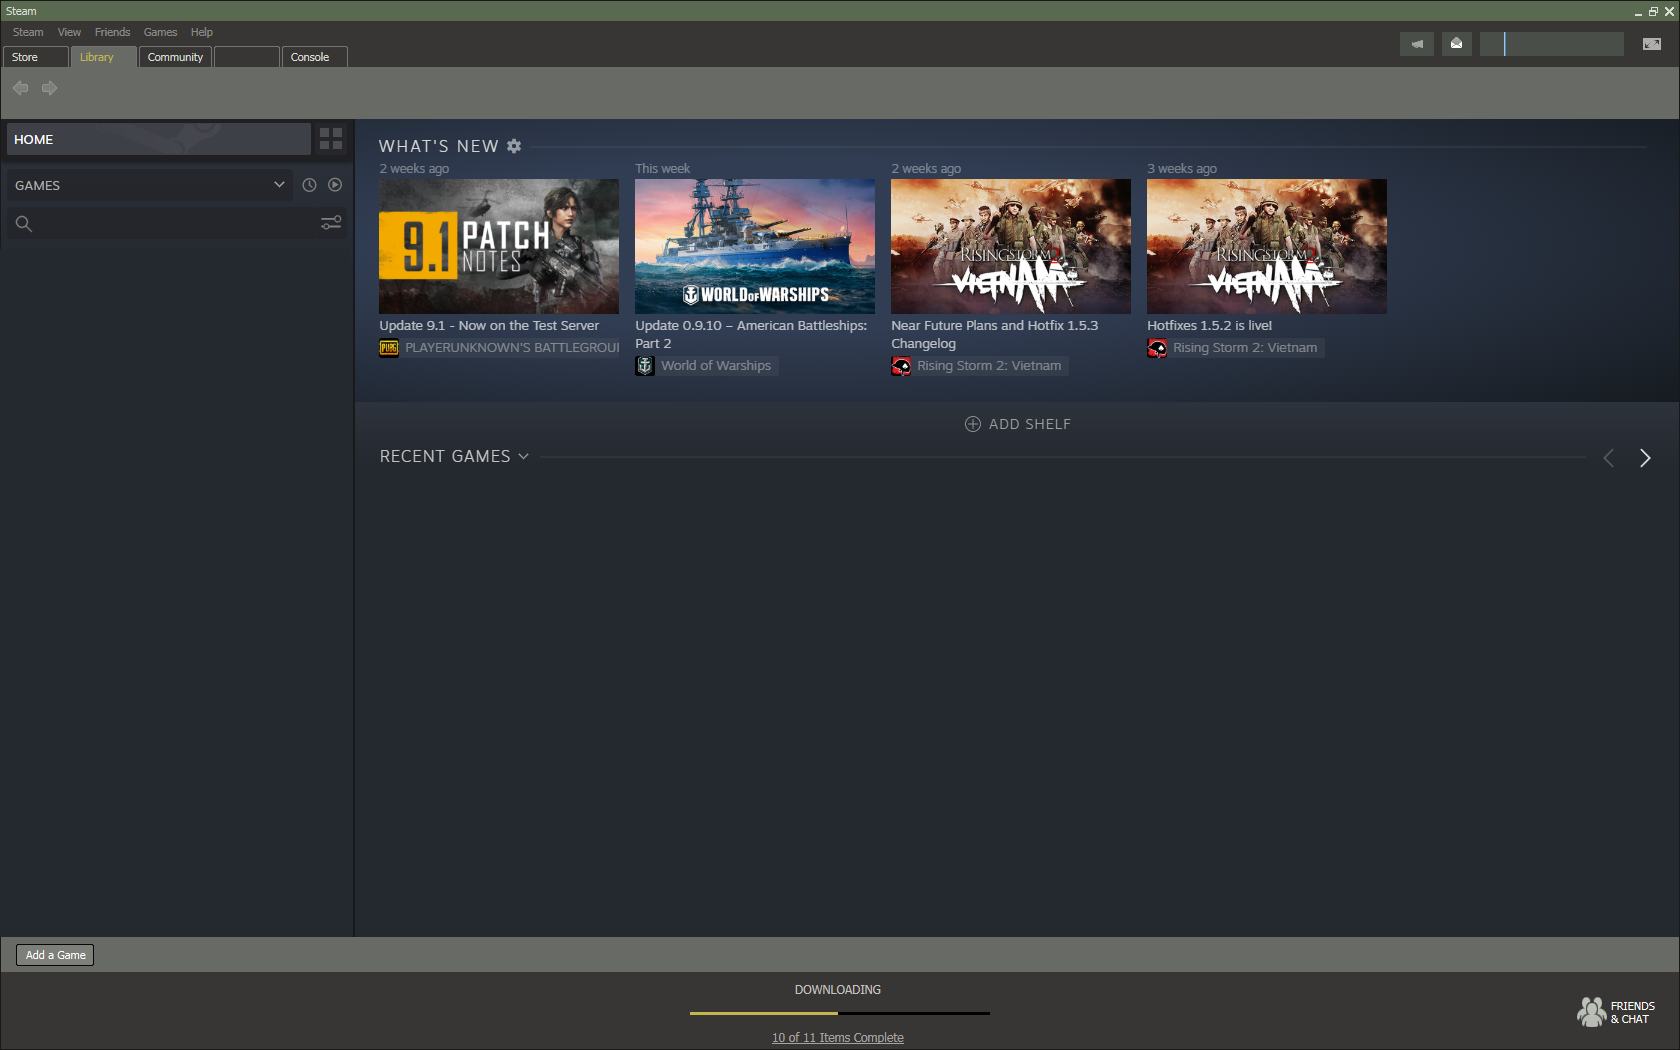 Steam
Steam View Friends Games Help
Store Library Community Console
HOME
GAMES
WHAT'S NEW
2 weeks ago
9.1 PATCH NOTES
Update 9.1 - Now on the Test Server
PUBG PLAYERUNKNOWN'S BATTLEGROU
This week
WORLD OF WARSHIPS
Update 0.9.10 – American Battleships:
Part 2
World of Warships
2 weeks ago
RISING STORM 2
VIETNAM
Near Future Plans and Hotfix 1.5.3
Changelog
Rising Storm 2: Vietnam
3 weeks ago
RISING STORM 2
VIETNAM
Hotfixes 1.5.2 is live!
Rising Storm 2: Vietnam
ADD SHELF
RECENT GAMES
Add a Game
DOWNLOADING
10 of 11 Items Complete
FRIENDS
& CHAT